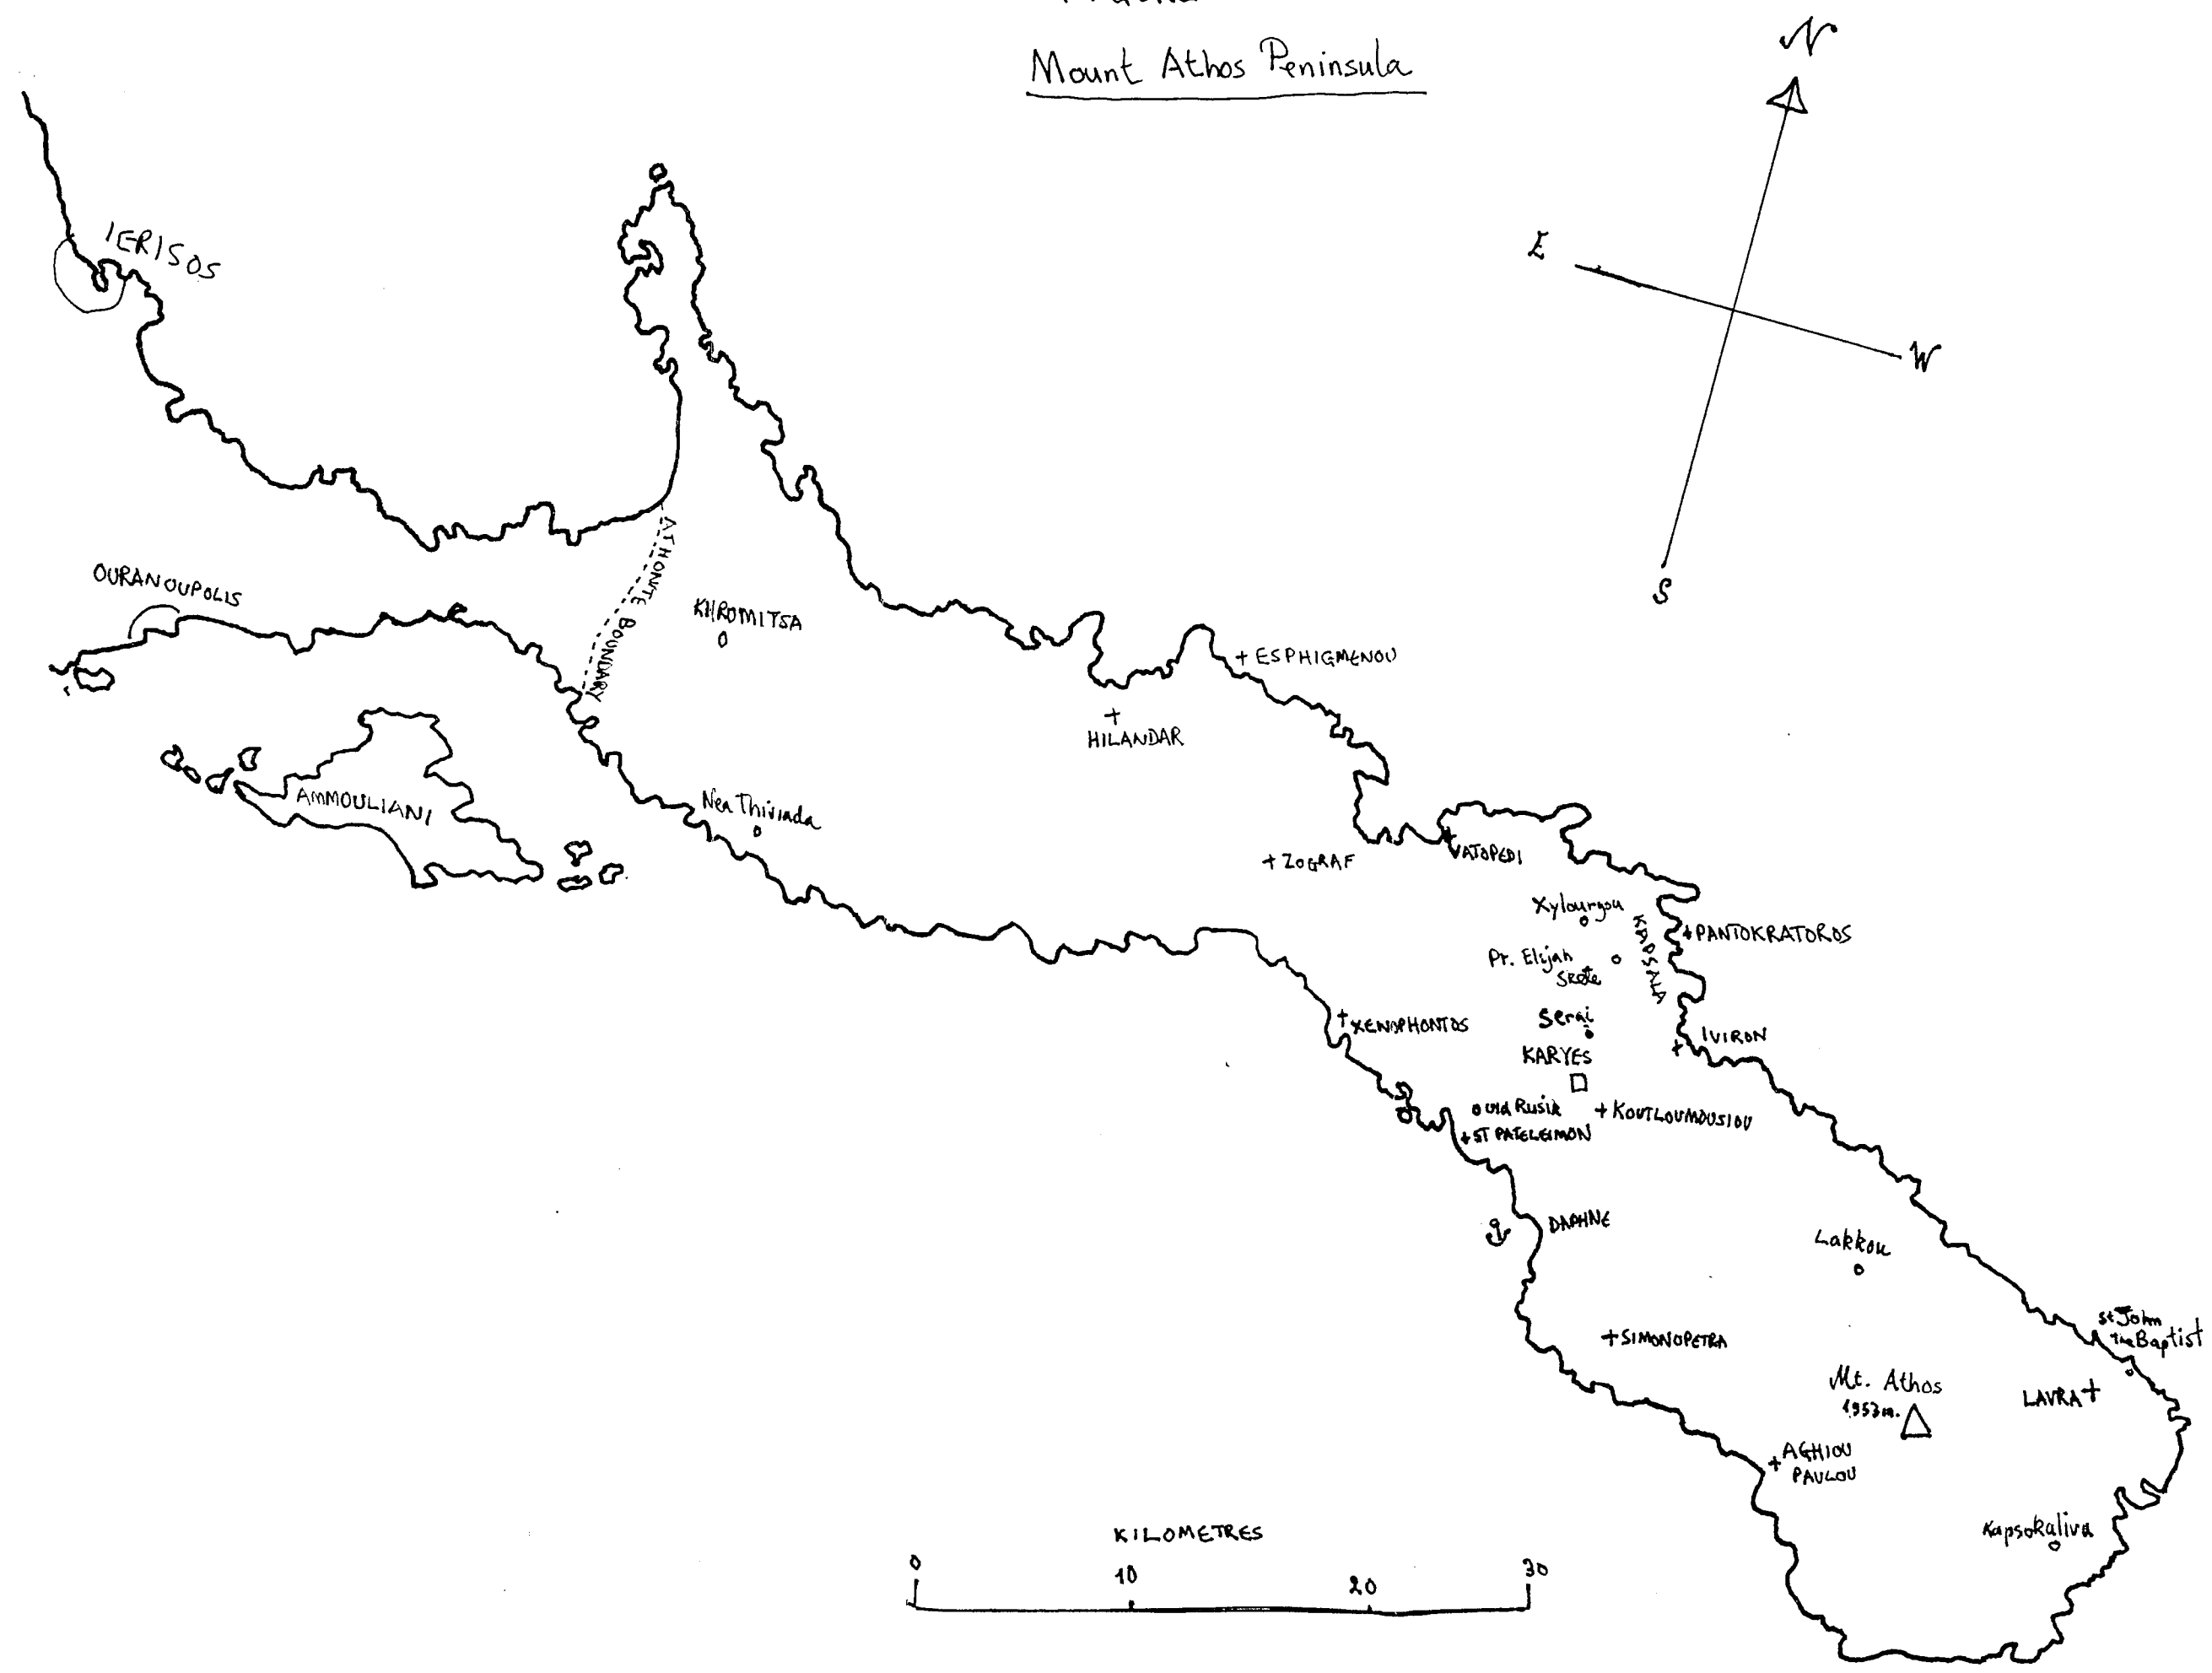 Mount Athos Peninsula
N
E
W
S
IERISOS
OURANOUPOLIS
ATHONITE BOUNDARY
KHROMITSA
+ ESPHIGMENOU
HILANDAR
AMMOULIANI
Nea Thiviada
+ ZOGRAF
VATOPEDI
Xylourgou
KAPSALA
PANTOKRATOROS
Pr. Elijah
Skete
XENOPHONTOS
Serai
IVIRON
KARYES
Old Rusik
+ KOUTLOUMOUSIOU
+ ST PATELEIMON
DAPHNE
Lakkou
St John
the Baptist
+ SIMONOPETRA
Mt. Athos
1953m.
LAVRA +
+ AGHIOU
PAULOU
Kapsokaliva
KILOMETRES
0
10
20
30